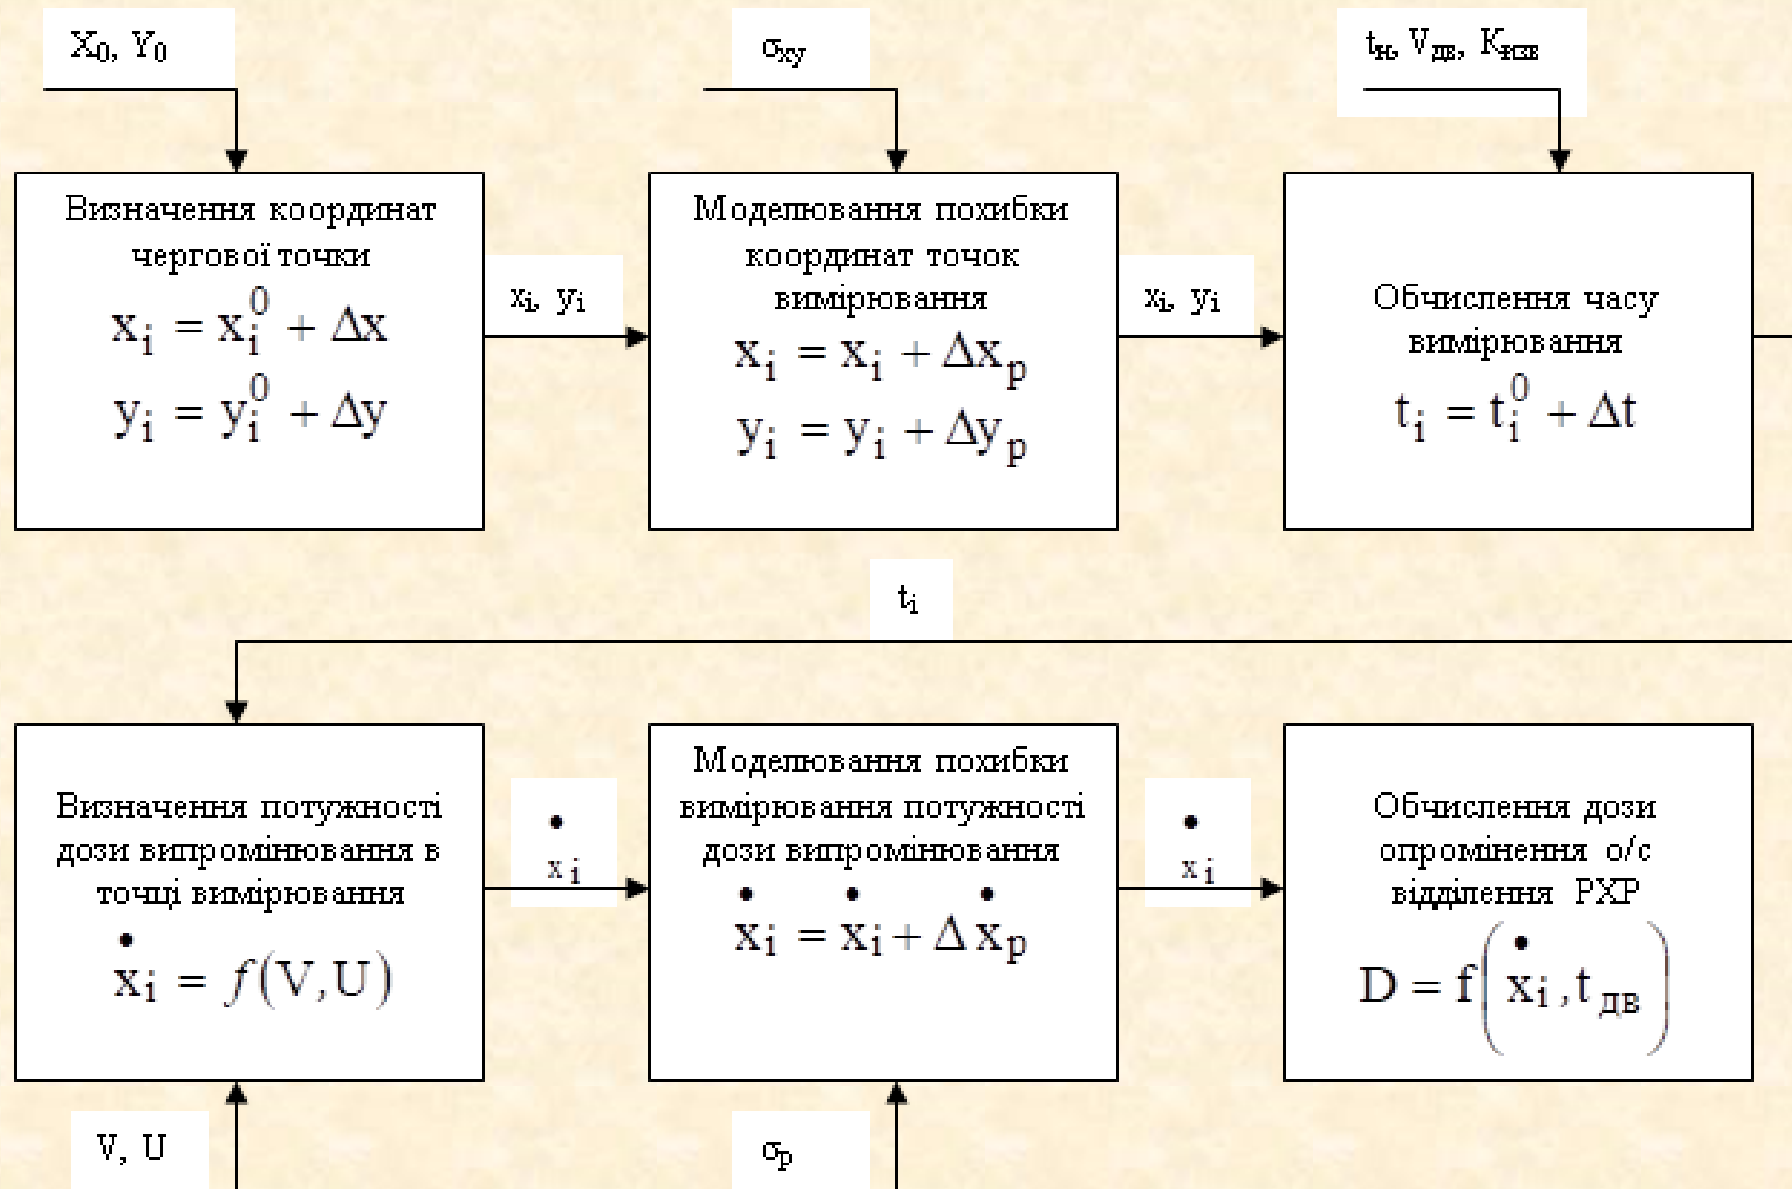 X₀, Y₀
σxy
tн, Vдв, Kжзв
Визначення координат
чергової точки
xᵢ = xᵢ⁰ + Δx
yᵢ = yᵢ⁰ + Δy
xᵢ, yᵢ
Моделювання похибки
координат точок
вимірювання
xᵢ = xᵢ + Δxₚ
yᵢ = yᵢ + Δyₚ
xᵢ, yᵢ
Обчислення часу
вимірювання
tᵢ = tᵢ⁰ + Δt
tᵢ
Визначення потужності
дози випромінювання в
точці вимірювання
ẋᵢ = f(V,U)
ẋᵢ
Моделювання похибки
вимірювання потужності
дози випромінювання
ẋᵢ = ẋᵢ + Δẋₚ
ẋᵢ
Обчислення дози
опромінення о/с
відділення РХР
D = f(ẋᵢ, tдв)
V, U
σₚ